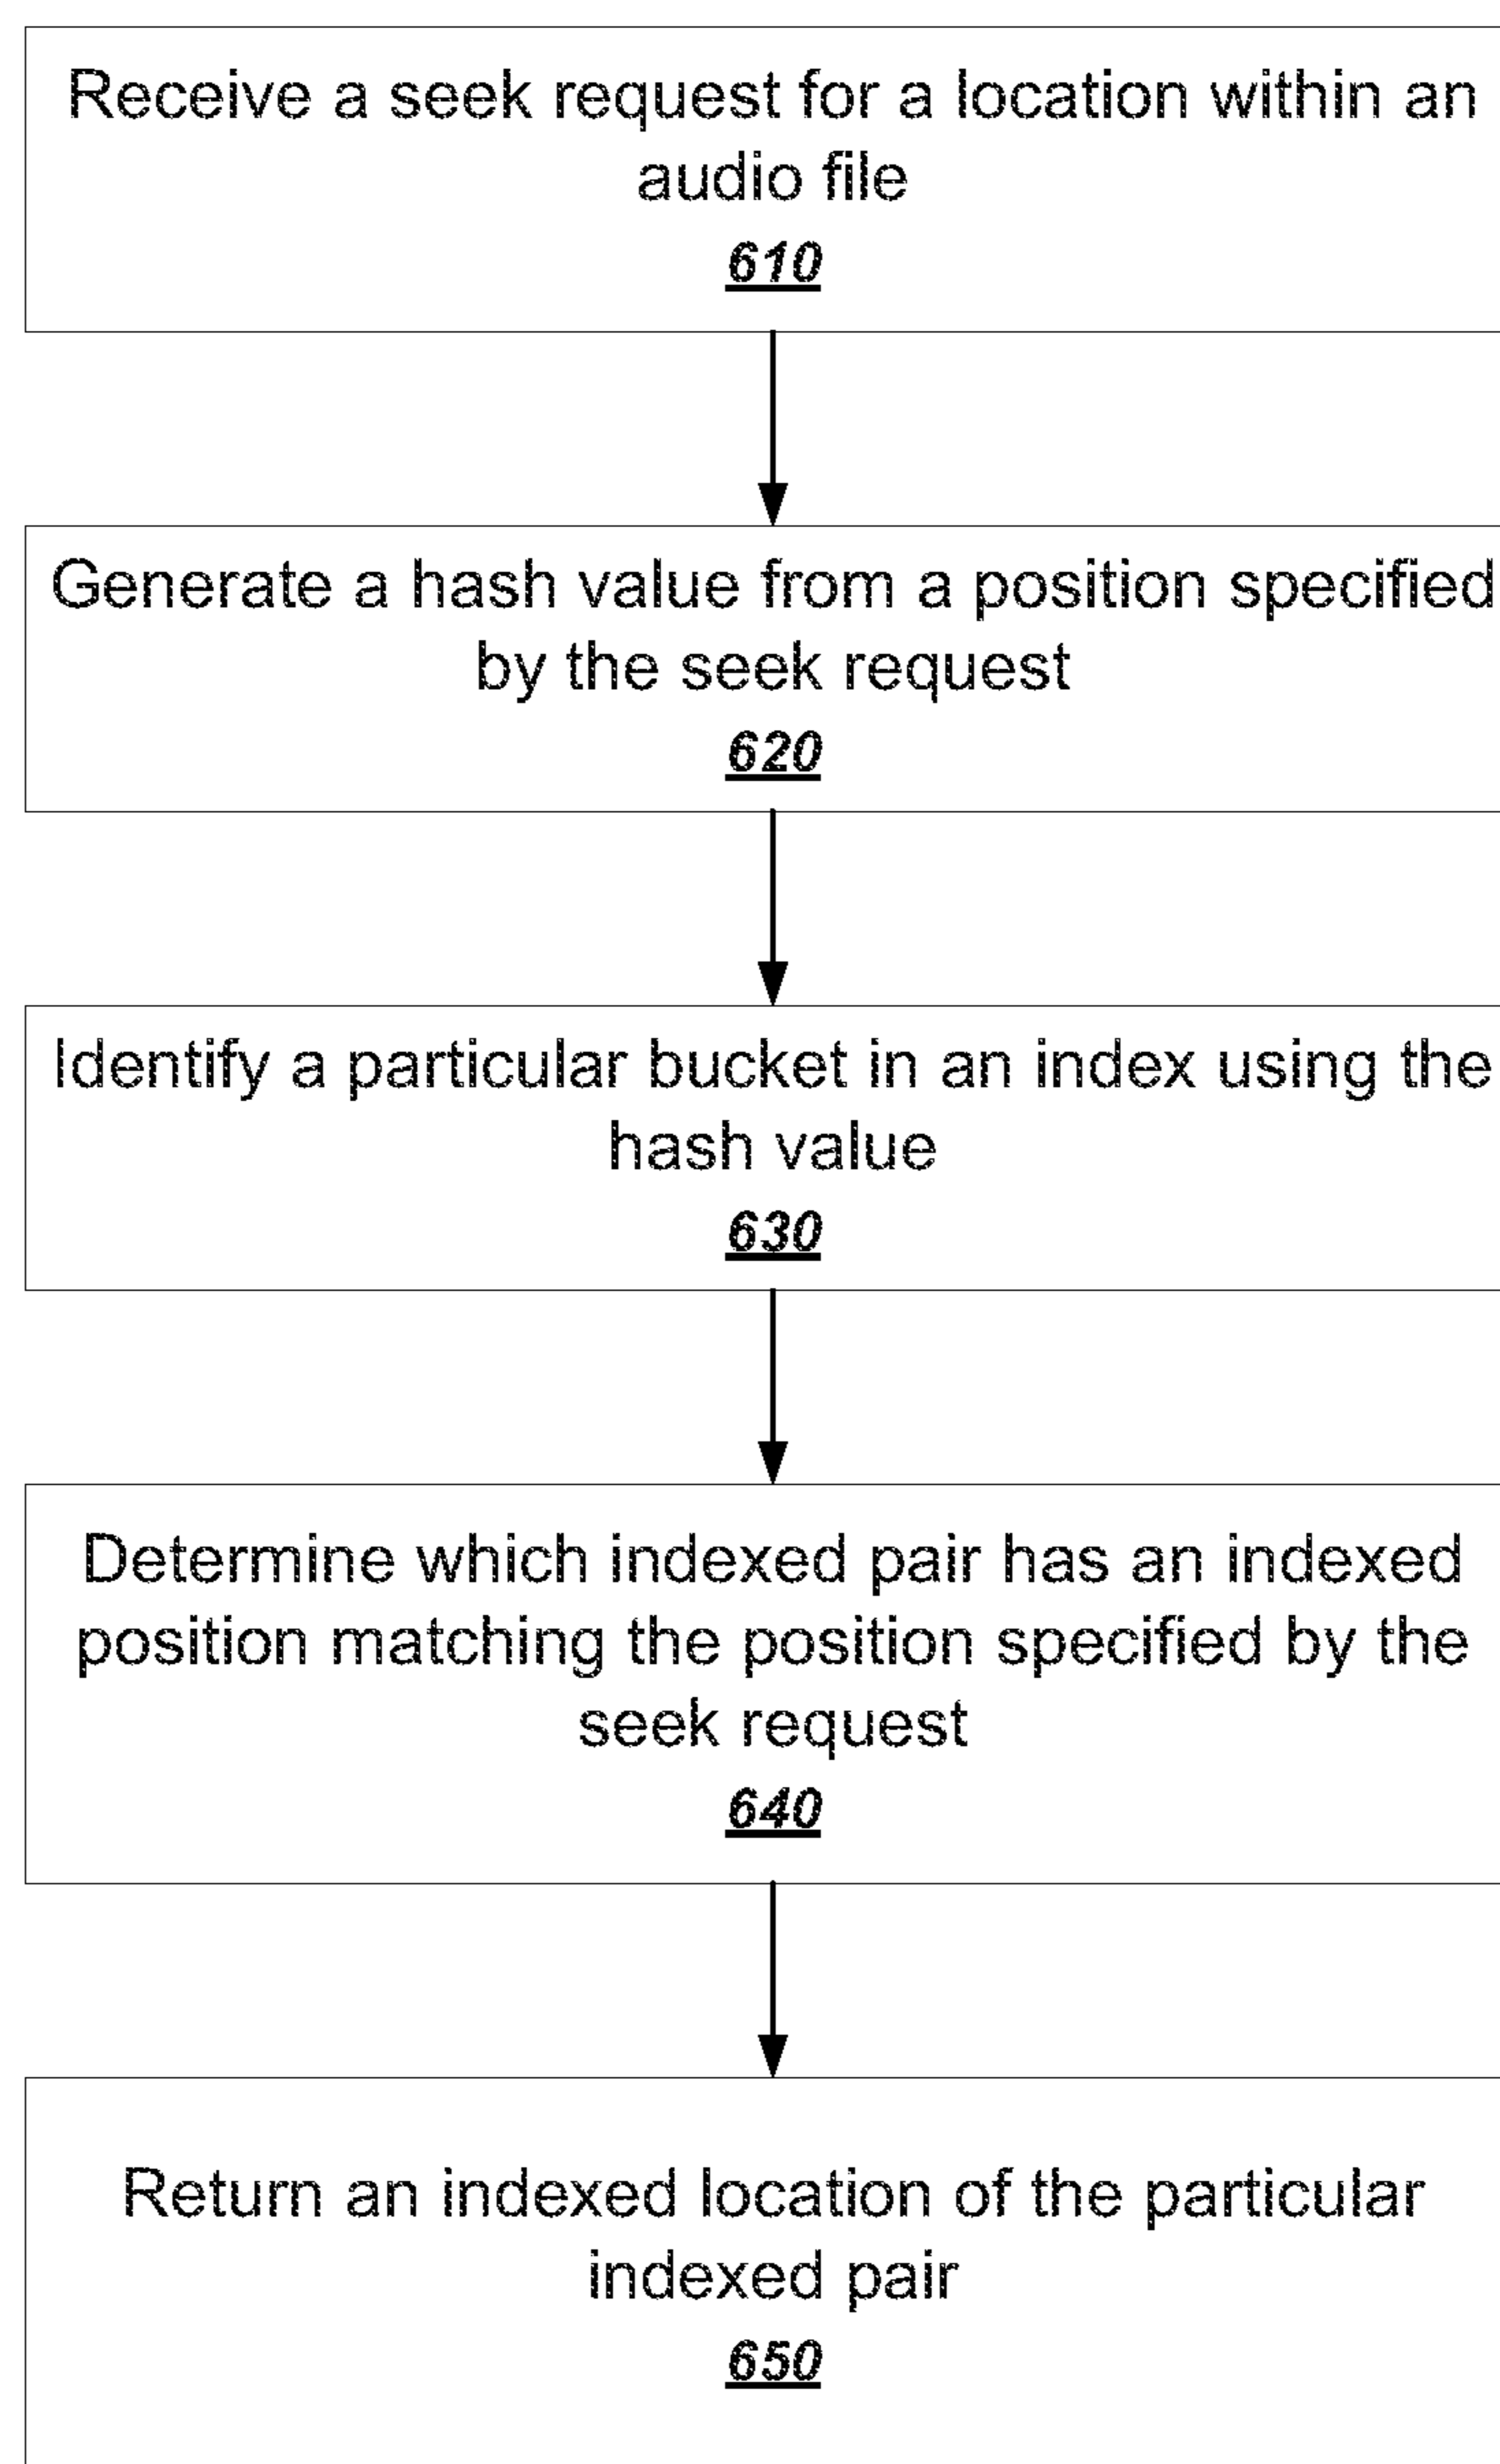 Receive a seek request for a location within an
audio file
610
Generate a hash value from a position specified
by the seek request
620
Identify a particular bucket in an index using the
hash value
630
Determine which indexed pair has an indexed
position matching the position specified by the
seek request
640
Return an indexed location of the particular
indexed pair
650